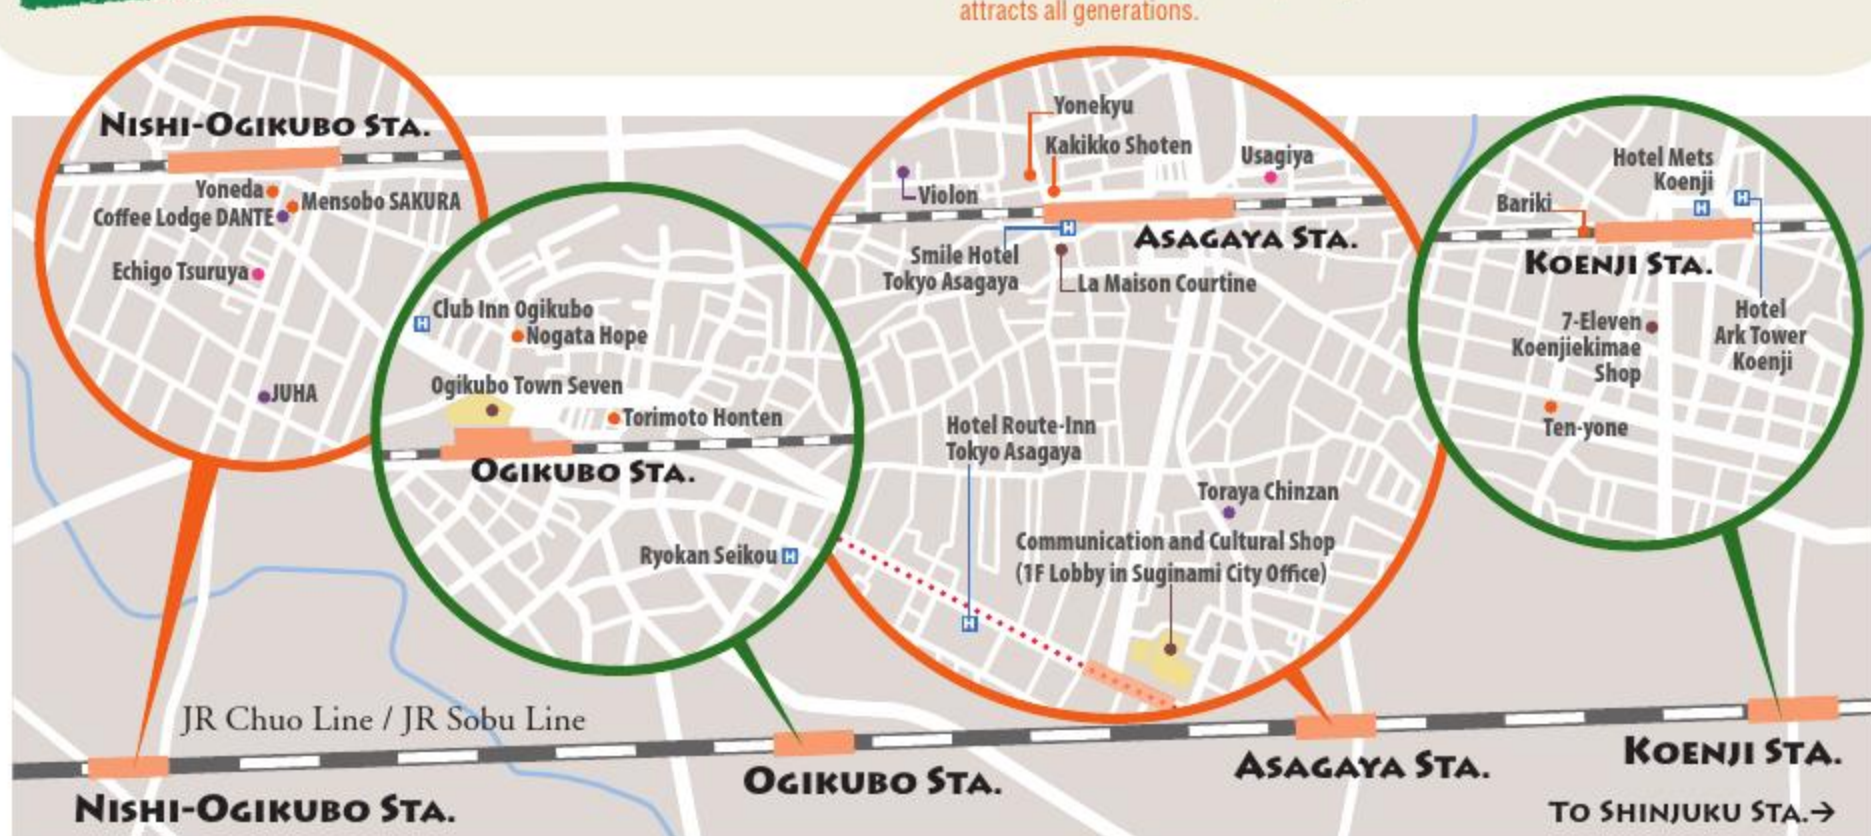 attracts all generations.
NISHI-OGIKUBO STA.
Yoneda
Mensobo SAKURA
Coffee Lodge DANTE
Echigo Tsuruya
JUHA
Club Inn Ogikubo
Nogata Hope
Ogikubo Town Seven
Torimoto Honten
OGIKUBO STA.
Ryokan Seikou
H
H
Yonekyu
Kakikko Shoten
Usagiya
Violon
H
ASAGAYA STA.
Smile Hotel
Tokyo Asagaya
La Maison Courtine
Hotel Route-Inn
Tokyo Asagaya
H
Toraya Chinzan
Communication and Cultural Shop
(1F Lobby in Suginami City Office)
Hotel Mets
Koenji
H
H
Bariki
KOENJI STA.
Hotel
Ark Tower
Koenji
7-Eleven
Koenjiekimae
Shop
Ten-yone
JR Chuo Line / JR Sobu Line
NISHI-OGIKUBO STA.
OGIKUBO STA.
ASAGAYA STA.
KOENJI STA.
TO SHINJUKU STA.→